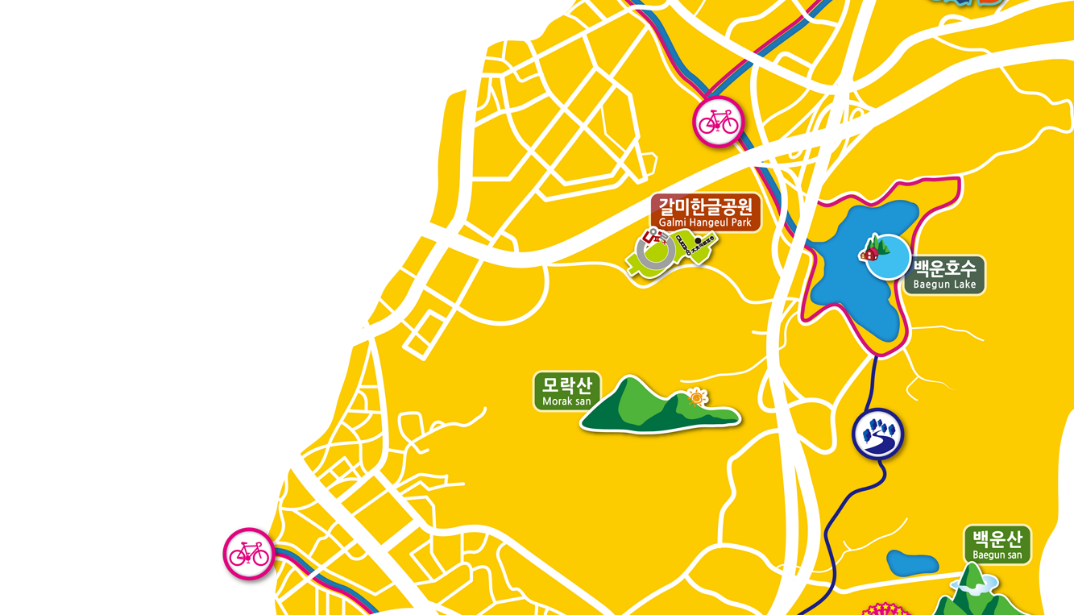 갈미한글공원
Galmi Hangeul Park
백운호수
Baegun Lake
모락산
Morak san
백운산
Baegun san